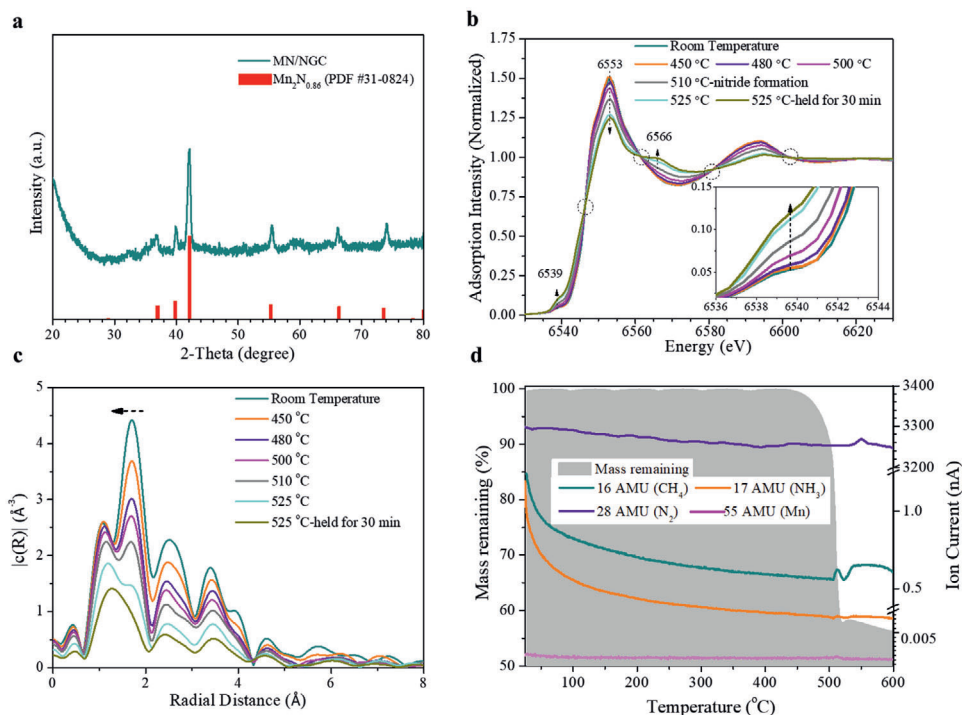 a
Intensity (a.u.)
MN/NGC
Mn2N0.86 (PDF #31-0824)
20 30 40 50 60 70 80
2-Theta (degree)
b
Adsorption Intensity (Normalized)
1.75
1.50
1.25
1.00
0.75
0.50
0.25
0.00
6553
Room Temperature
450 °C 480 °C 500 °C
510 °C-nitride formation
525 °C 525 °C-held for 30 min
6566
6539
0.15
0.10
0.05
6536 6538 6540 6542 6544
6540 6560 6580 6600 6620
Energy (eV)
c
|c(R)| (Å-3)
5
4
3
2
1
0
Room Temperature
450 °C
480 °C
500 °C
510 °C
525 °C
525 °C-held for 30 min
0 2 4 6 8
Radial Distance (Å)
d
Mass remaining (%)
100
90
80
70
60
50
Mass remaining
16 AMU (CH4) 17 AMU (NH3)
28 AMU (N2) 55 AMU (Mn)
3400
3300
3200
1.0
0.5
0.005
Ion Current (nA)
100 200 300 400 500 600
Temperature (°C)